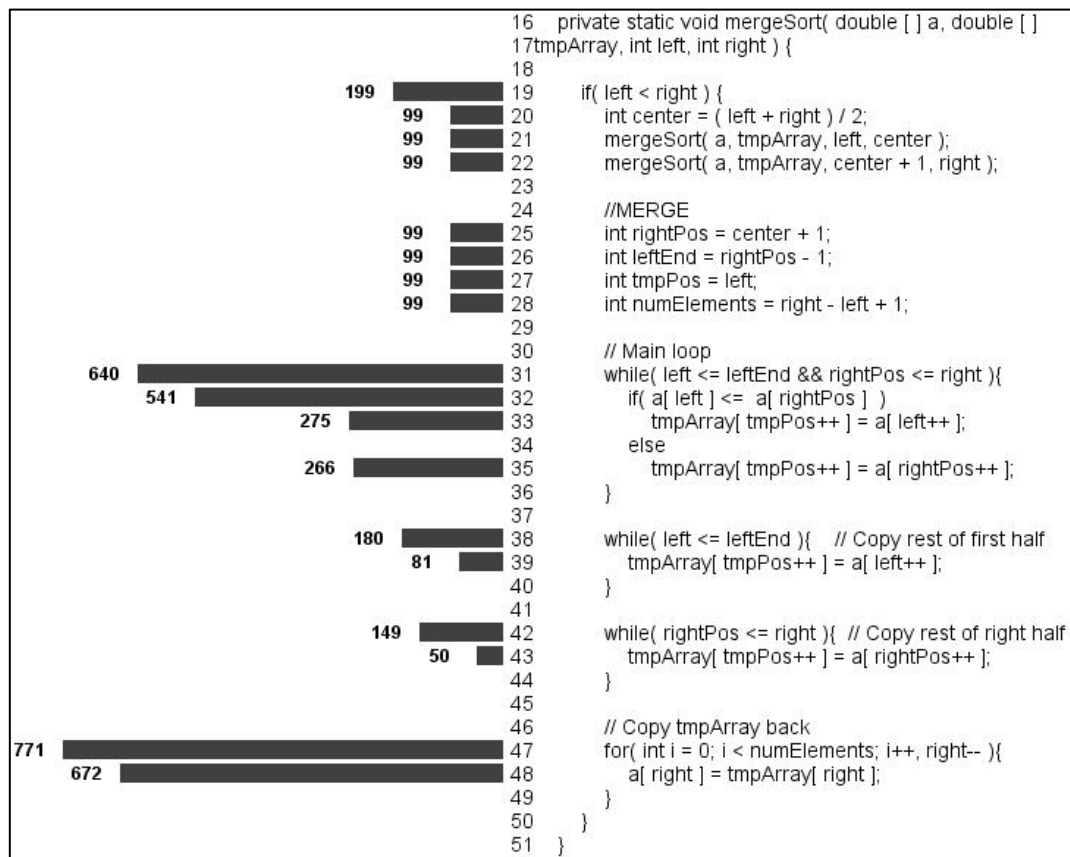 16 private static void mergeSort( double [ ] a, double [ ]
17tmpArray, int left, int right ) {
18
199 19 if( left < right ) {
99 20 int center = ( left + right ) / 2;
99 21 mergeSort( a, tmpArray, left, center );
99 22 mergeSort( a, tmpArray, center + 1, right );
23
24 //MERGE
99 25 int rightPos = center + 1;
99 26 int leftEnd = rightPos - 1;
99 27 int tmpPos = left;
99 28 int numElements = right - left + 1;
29
30 // Main loop
640 31 while( left <= leftEnd && rightPos <= right ){
541 32 if( a[ left ] <= a[ rightPos ] )
275 33 tmpArray[ tmpPos++ ] = a[ left++ ];
34 else
266 35 tmpArray[ tmpPos++ ] = a[ rightPos++ ];
36 }
37
180 38 while( left <= leftEnd ){ // Copy rest of first half
81 39 tmpArray[ tmpPos++ ] = a[ left++ ];
40 }
41
149 42 while( rightPos <= right ){ // Copy rest of right half
50 43 tmpArray[ tmpPos++ ] = a[ rightPos++ ];
44 }
45
46 // Copy tmpArray back
771 47 for( int i = 0; i < numElements; i++, right-- ){
672 48 a[ right ] = tmpArray[ right ];
49 }
50 }
51 }